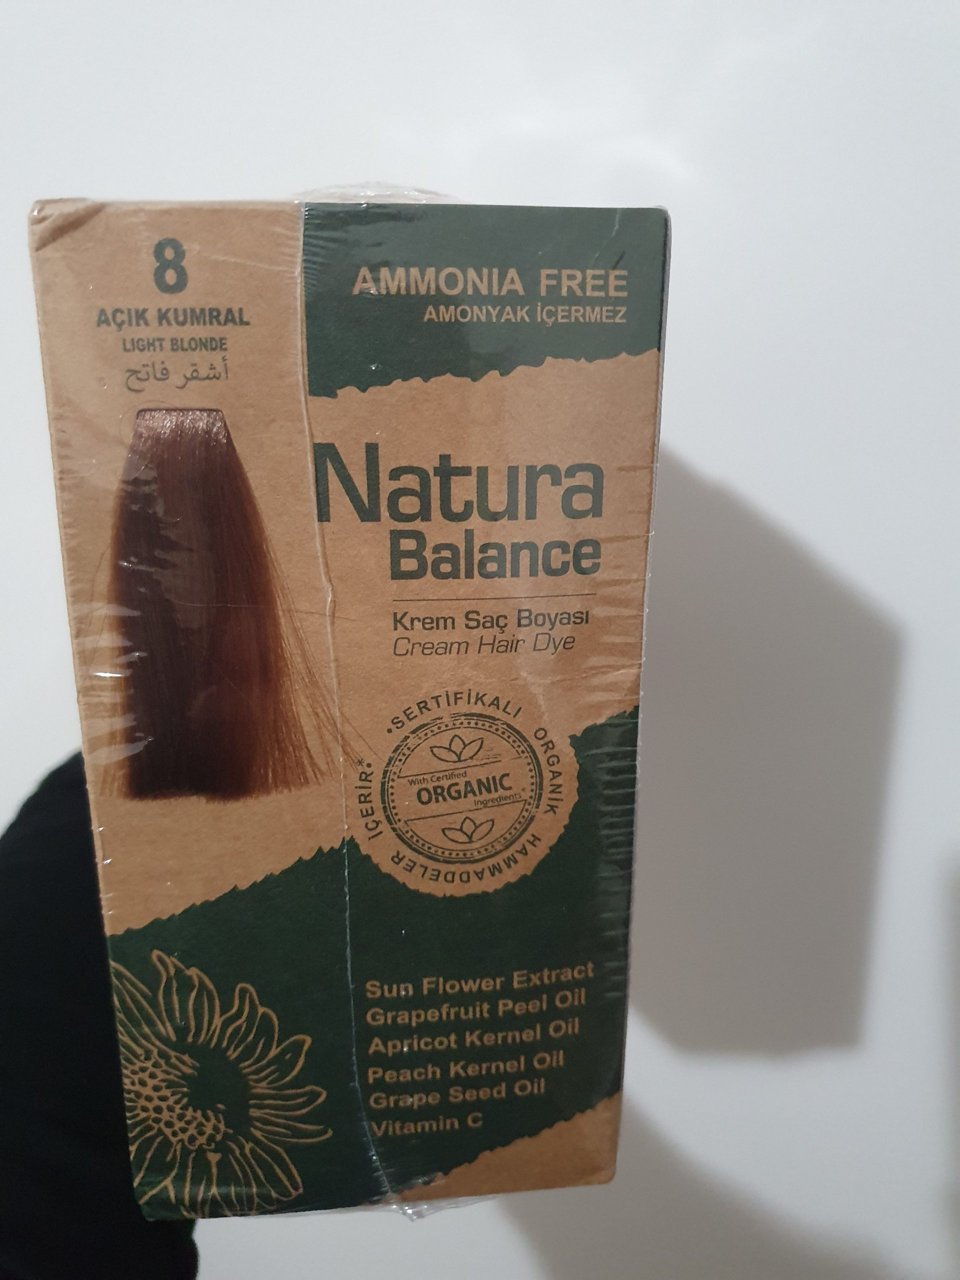 8
AÇIK KUMRAL
LIGHT BLONDE
أشقر فاتح
AMMONIA FREE
AMONYAK İÇERMEZ
Natura
Balance
Krem Saç Boyası
Cream Hair Dye
•SERTİFİKALI ORGANİK HAMMADDELER İÇERİR*•
With Certified
ORGANIC
Ingredients
Sun Flower Extract
Grapefruit Peel Oil
Apricot Kernel Oil
Peach Kernel Oil
Grape Seed Oil
Vitamin C